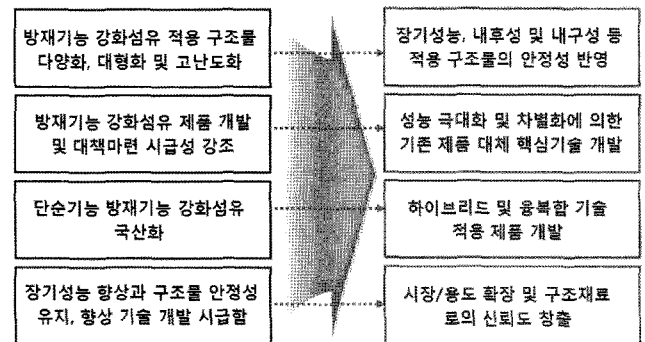 방재기능 강화섬유 적용 구조물
다양화, 대형화 및 고난도화
장기성능, 내후성 및 내구성 등
적용 구조물의 안정성 반영
방재기능 강화섬유 제품 개발
및 대책마련 시급성 강조
성능 극대화 및 차별화에 의한
기존 제품 대체 핵심기술 개발
단순기능 방재기능 강화섬유
국산화
하이브리드 및 융복합 기술
적용 제품 개발
장기성능 향상과 구조물 안정성
유지, 향상 기술 개발 시급함
시장/용도 확장 및 구조재료
로의 신뢰도 창출